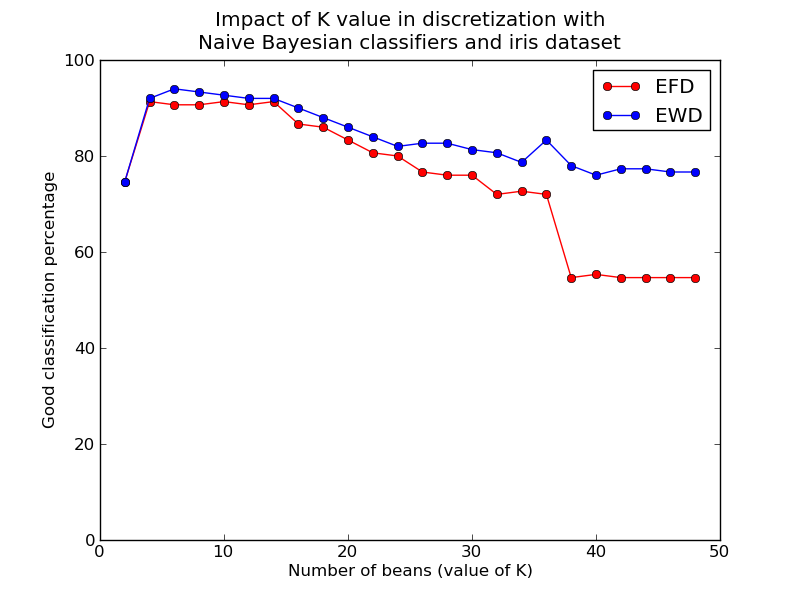 Impact of K value in discretization with
Naive Bayesian classifiers and iris dataset
100
80
60
40
20
0
Good classification percentage
EFD
EWD
0 10 20 30 40 50
Number of beans (value of K)